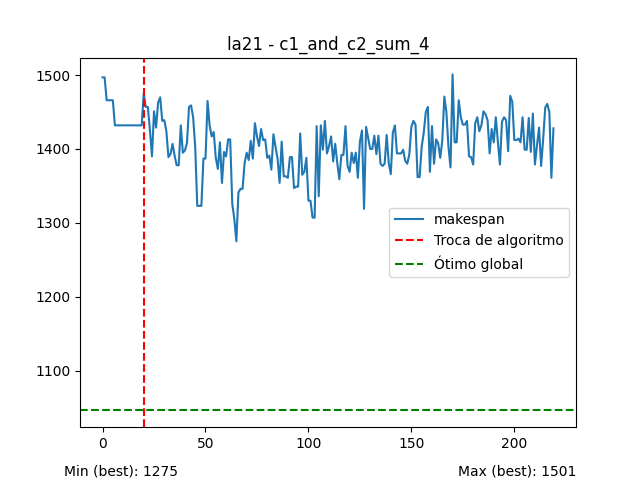 la21 - c1_and_c2_sum_4
1500
1400
1300
1200
1100
makespan
Troca de algoritmo
Ótimo global
0 50 100 150 200
Min (best): 1275 Max (best): 1501